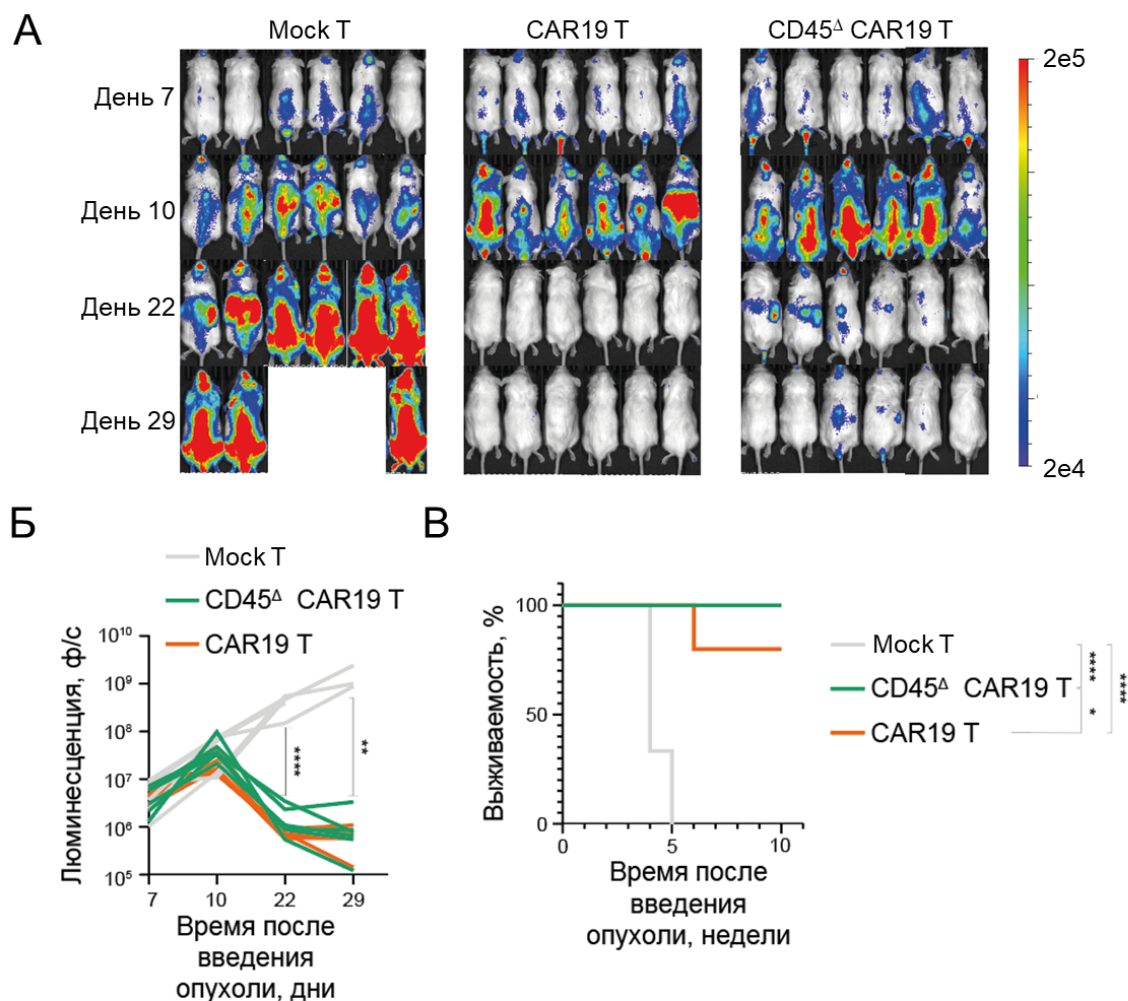 А
Mock T
CAR19 T
CD45Δ CAR19 T
День 7
День 10
День 22
День 29
2e5
2e4
Б
Mock T
CD45Δ CAR19 T
CAR19 T
Люминесценция, ф/с
10¹⁰
10⁹
10⁸
10⁷
10⁶
10⁵
7 10 22 29
****
**
Время после
введения
опухоли, дни
В
Выживаемость, %
100
50
0
0 5 10
Время после
введения
опухоли, недели
Mock T
CD45Δ CAR19 T
CAR19 T
****
*
****